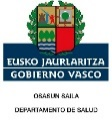 EUSKO JAURLARITZA
GOBIERNO VASCO
OSASUN SAILA
DEPARTAMENTO DE SALUD